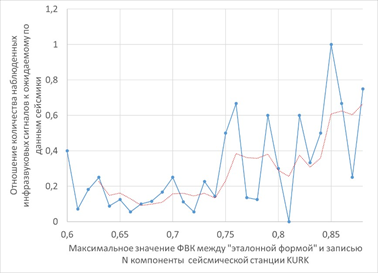 1,2
1
0,8
0,6
0,4
0,2
0
0,6
0,65
0,7
0,75
0,8
0,85
Отношение количества наблюденных
инфразвуковых сигналов к ожидаемому по
данным сейсмики
Максимальное значение ФВК между "эталонной формой" и записью
N компоненты сейсмической станции KURK